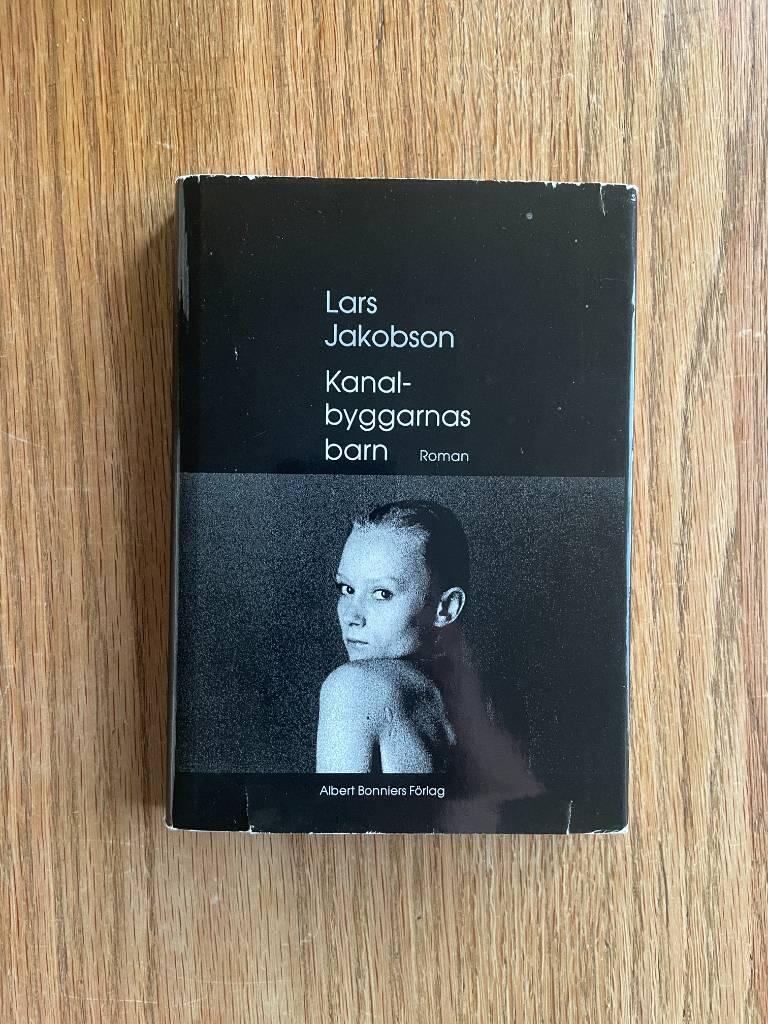 Lars
Jakobson
Kanal-
byggarnas
barn Roman
Albert Bonniers Förlag